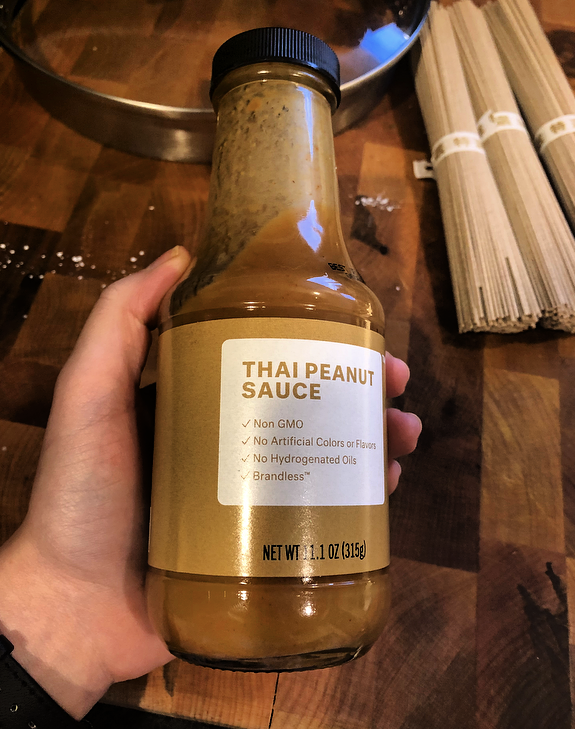 THAI PEANUT
SAUCE
✓ Non GMO
✓ No Artificial Colors or Flavors
✓ No Hydrogenated Oils
✓ Brandless™
NET WT 11.1 OZ (315g)